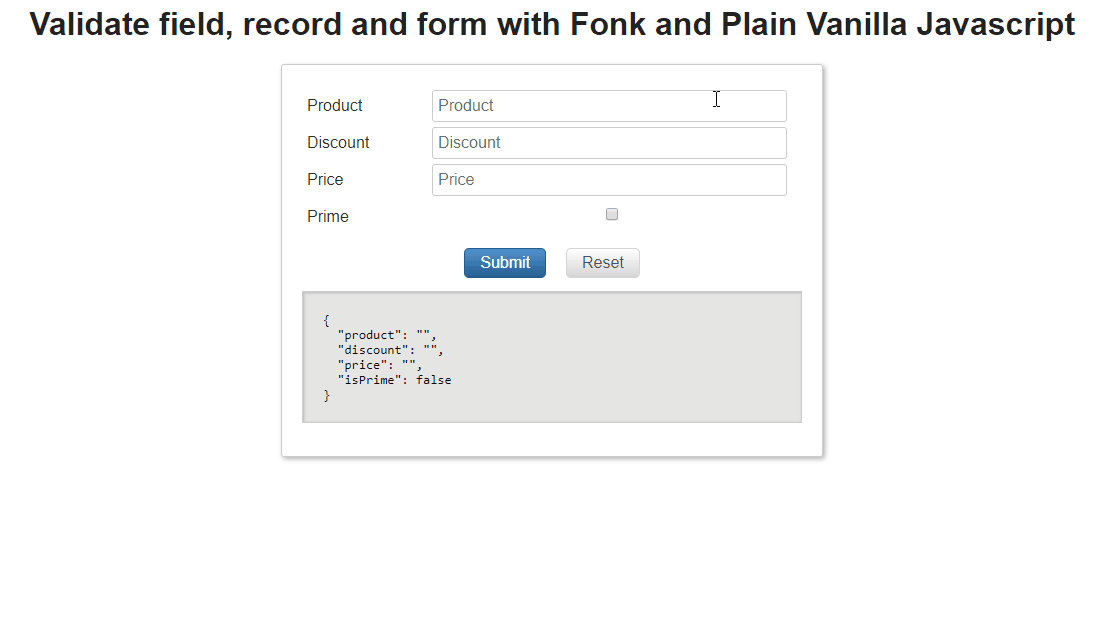 Validate field, record and form with Fonk and Plain Vanilla Javascript
Product Product
Discount Discount
Price Price
Prime
Submit Reset
{
  "product": "",
  "discount": "",
  "price": "",
  "isPrime": false
}